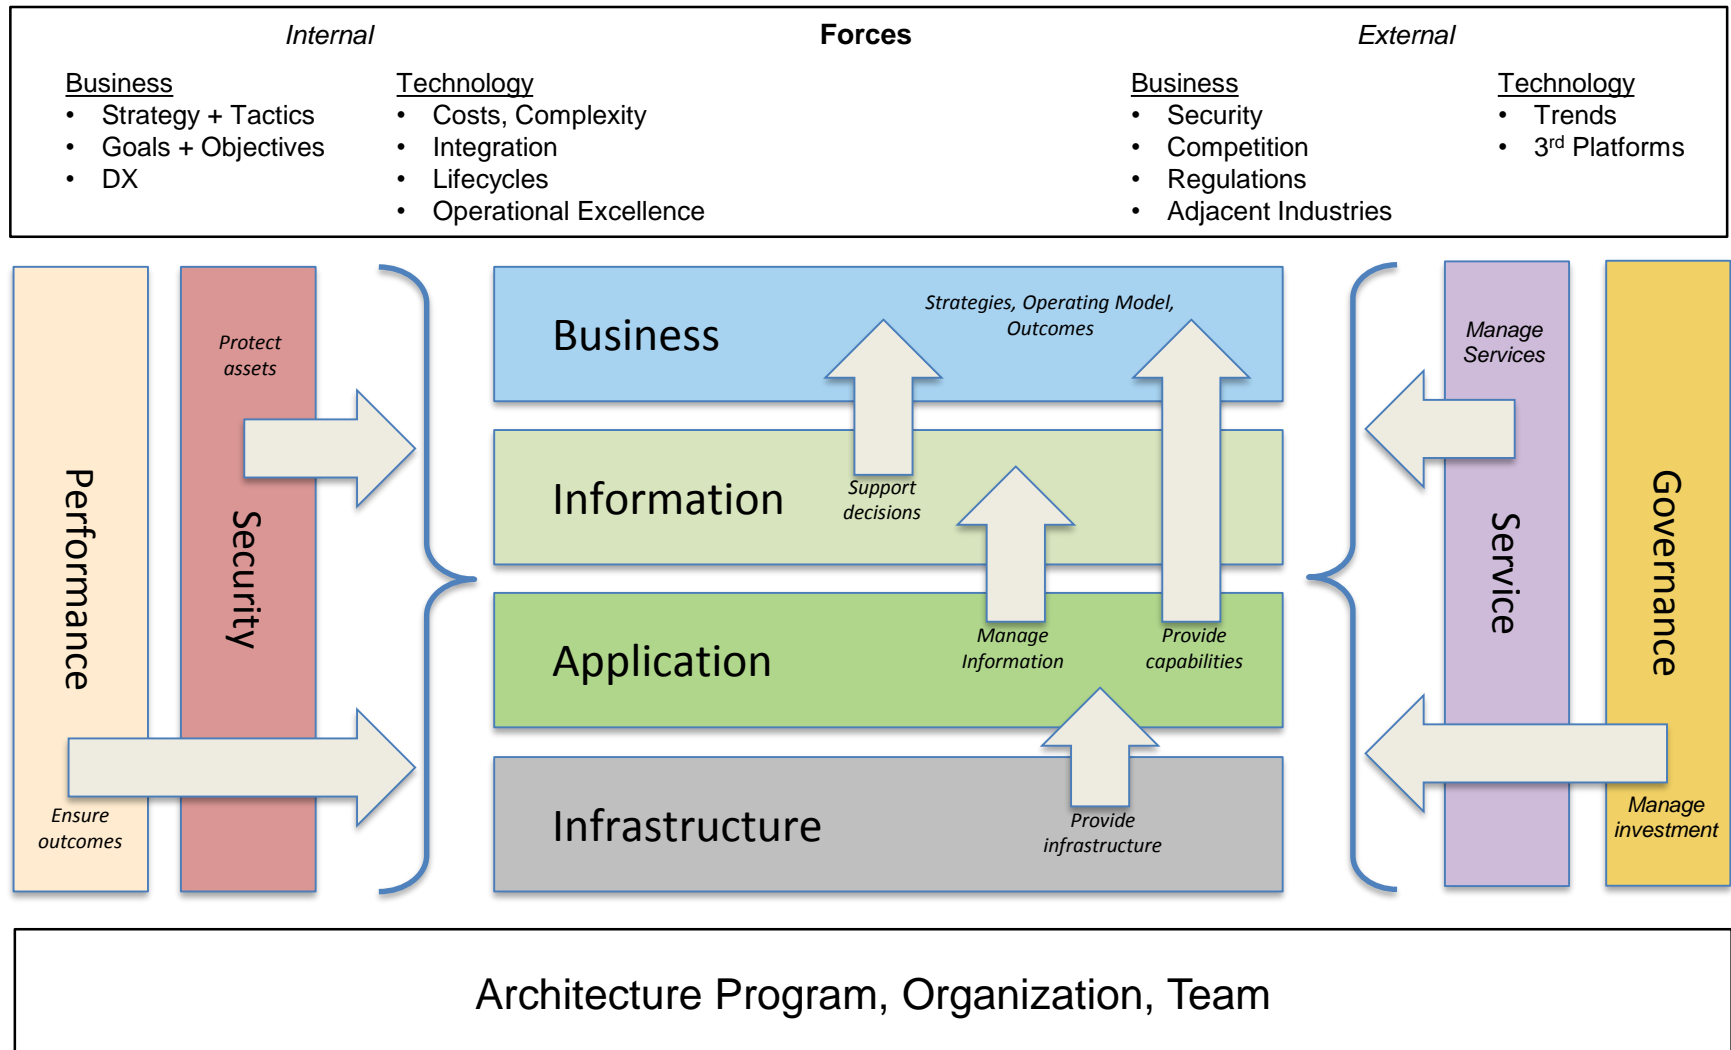 Internal
Forces
External
Business
• Strategy + Tactics
• Goals + Objectives
• DX
Technology
• Costs, Complexity
• Integration
• Lifecycles
• Operational Excellence
Business
• Security
• Competition
• Regulations
• Adjacent Industries
Technology
• Trends
• 3rd Platforms
Performance
Ensure
outcomes
Security
Protect
assets
Business
Strategies, Operating Model,
Outcomes
Information
Support
decisions
Application
Manage
Information
Provide
capabilities
Infrastructure
Provide
infrastructure
Manage
Services
Service
Governance
Manage
investment
Architecture Program, Organization, Team